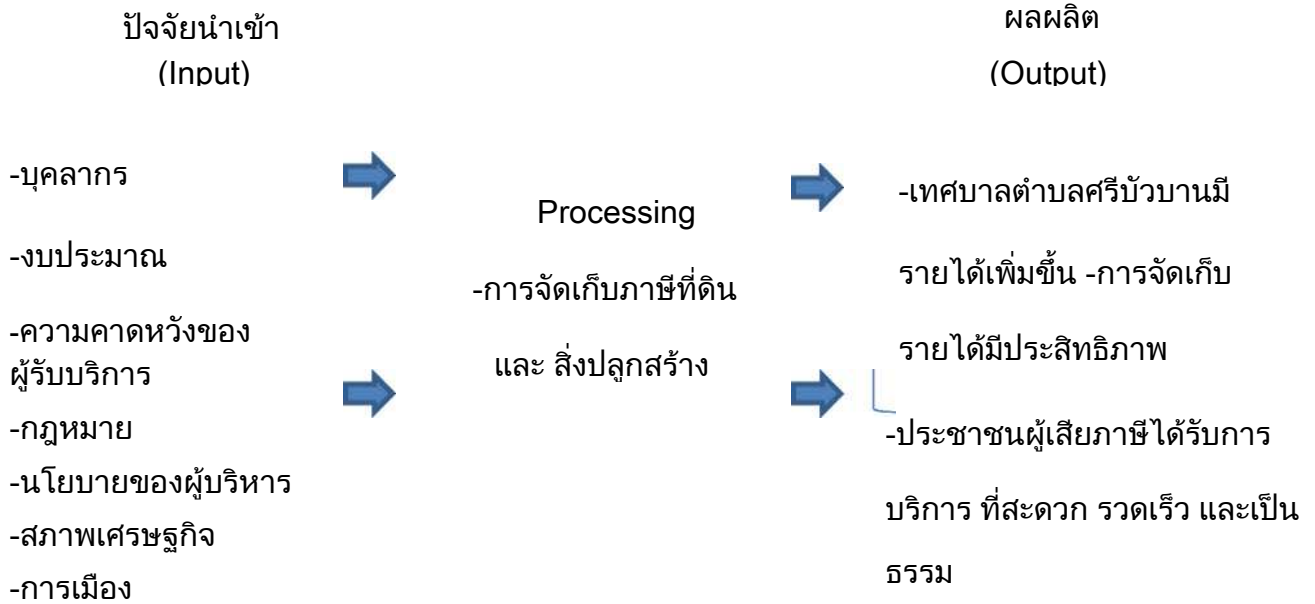 ปัจจัยนำเข้า
(Input)
-บุคลากร
-งบประมาณ
-ความคาดหวังของ
ผู้รับบริการ
-กฎหมาย
-นโยบายของผู้บริหาร
-สภาพเศรษฐกิจ
-การเมือง
Processing
-การจัดเก็บภาษีที่ดิน
และ สิ่งปลูกสร้าง
ผลผลิต
(Output)
-เทศบาลตำบลศรีบัวบานมี
รายได้เพิ่มขึ้น -การจัดเก็บ
รายได้มีประสิทธิภาพ
-ประชาชนผู้เสียภาษีได้รับการ
บริการ ที่สะดวก รวดเร็ว และเป็น
ธรรม